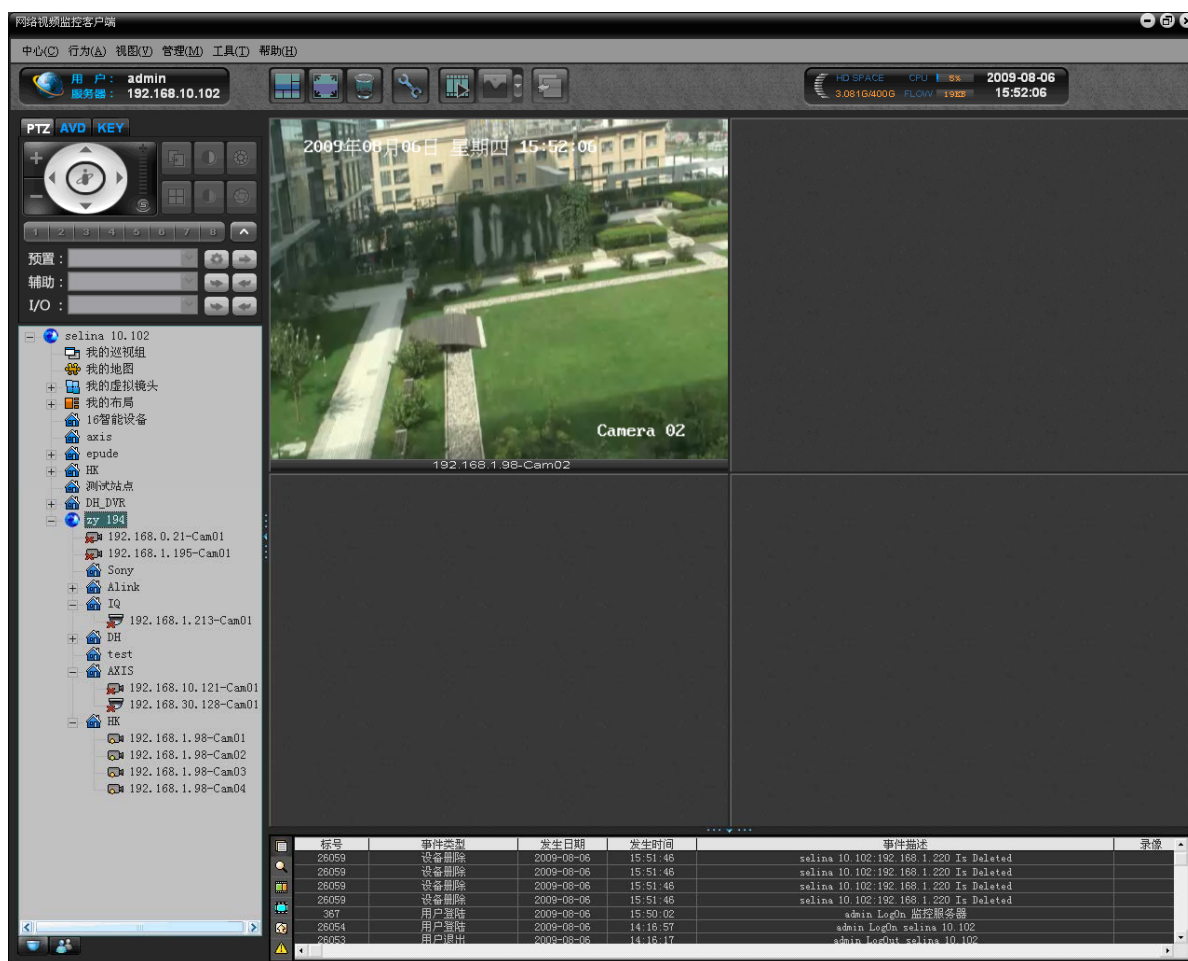 网络视频监控客户端
中心(C) 行为(A) 视图(V) 管理(M) 工具(T) 帮助(H)
用 户: admin
服务器: 192.168.10.102
HD SPACE CPU 5% 2009-08-06
3.081G/400G FLOW 19KB 15:52:06
PTZ AVD KEY
1 2 3 4 5 6 7 8
预置:
辅助:
I/O :
selina 10.102
我的巡视组
我的地图
我的虚拟镜头
我的布局
16智能设备
axis
epude
HK
测试站点
DH_DVR
zy 194
192.168.0.21-Cam01
192.168.1.195-Cam01
Sony
Alink
IQ
192.168.1.213-Cam01
DH
test
AXIS
192.168.10.121-Cam01
192.168.30.128-Cam01
HK
192.168.1.98-Cam01
192.168.1.98-Cam02
192.168.1.98-Cam03
192.168.1.98-Cam04
2009年08月06日 星期四 15:52:06
Camera 02
192.168.1.98-Cam02
标号 事件类型 发生日期 发生时间 事件描述 录像
26059 设备删除 2009-08-06 15:51:46 selina 10.102:192.168.1.220 Is Deleted
26059 设备删除 2009-08-06 15:51:46 selina 10.102:192.168.1.220 Is Deleted
26059 设备删除 2009-08-06 15:51:46 selina 10.102:192.168.1.220 Is Deleted
26059 设备删除 2009-08-06 15:51:46 selina 10.102:192.168.1.220 Is Deleted
367 用户登陆 2009-08-06 15:50:02 admin LogOn 监控服务器
26054 用户登陆 2009-08-06 14:16:57 admin LogOn selina 10.102
26053 用户退出 2009-08-06 14:16:17 admin LogOut selina 10.102